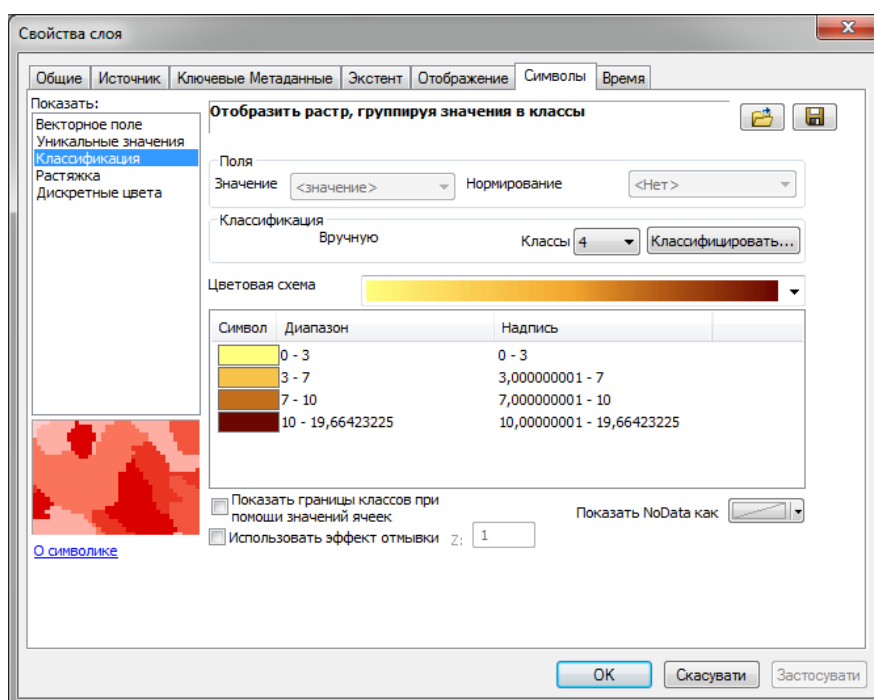 Свойства слоя
Общие Источник Ключевые Метаданные Экстент Отображение Символы Время
Показать:
Векторное поле
Уникальные значения
Классификация
Растяжка
Дискретные цвета
Отобразить растр, группируя значения в классы
Поля
Значение <значение> Нормирование <Нет>
Классификация
Вручную
Классы 4 Классифицировать...
Цветовая схема
Символ Диапазон Надпись
0 - 3 0 - 3
3 - 7 3,000000001 - 7
7 - 10 7,000000001 - 10
10 - 19,66423225 10,00000001 - 19,66423225
Показать границы классов при
помощи значений ячеек
Показать NoData как
Использовать эффект отмывки Z: 1
О символике
OK Скасувати Застосувати